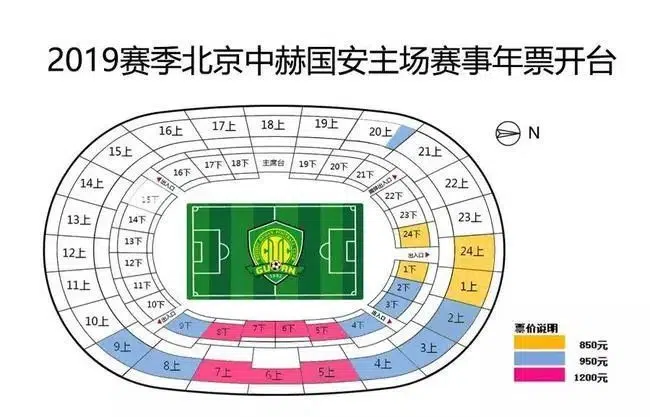 2019赛季北京中赫国安主场赛事年票开台
N
18上
19上
17上
20上
16上
21上
15上
22上
14上
23上
13上
24上
12上
1上
11上
2上
10上
3上
9上
4上
8上
5上
7上
6上
主席台
18下
19下
17下
20下
16下
21下
出入口
22下
15下
23下
14下
24下
13下
出入口
12下
1下
11下
2下
10下
3下
出入口
9下
4下
8下
7下
6下
5下
GUOAN
票价说明
850元
950元
1200元